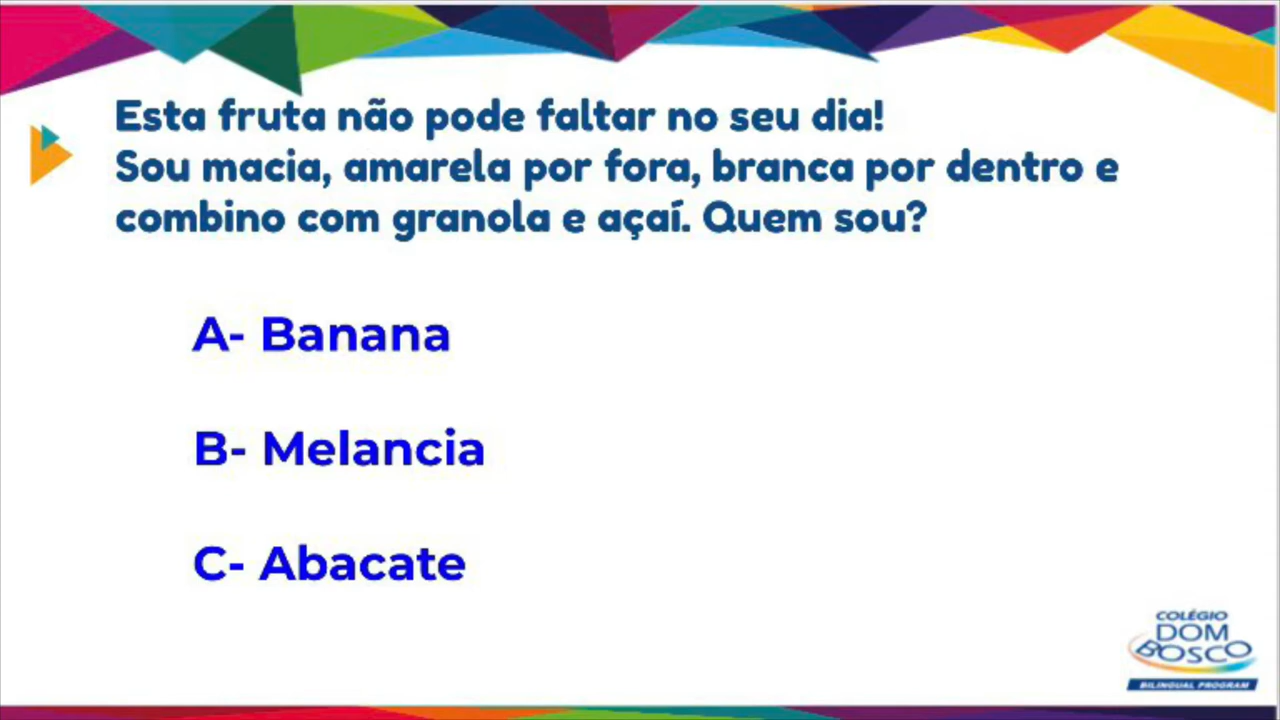 Esta fruta não pode faltar no seu dia!
Sou macia, amarela por fora, branca por dentro e
combino com granola e açaí. Quem sou?
A- Banana
B- Melancia
C- Abacate
COLÉGIO
DOM
BOSCO
BILINGUAL PROGRAM